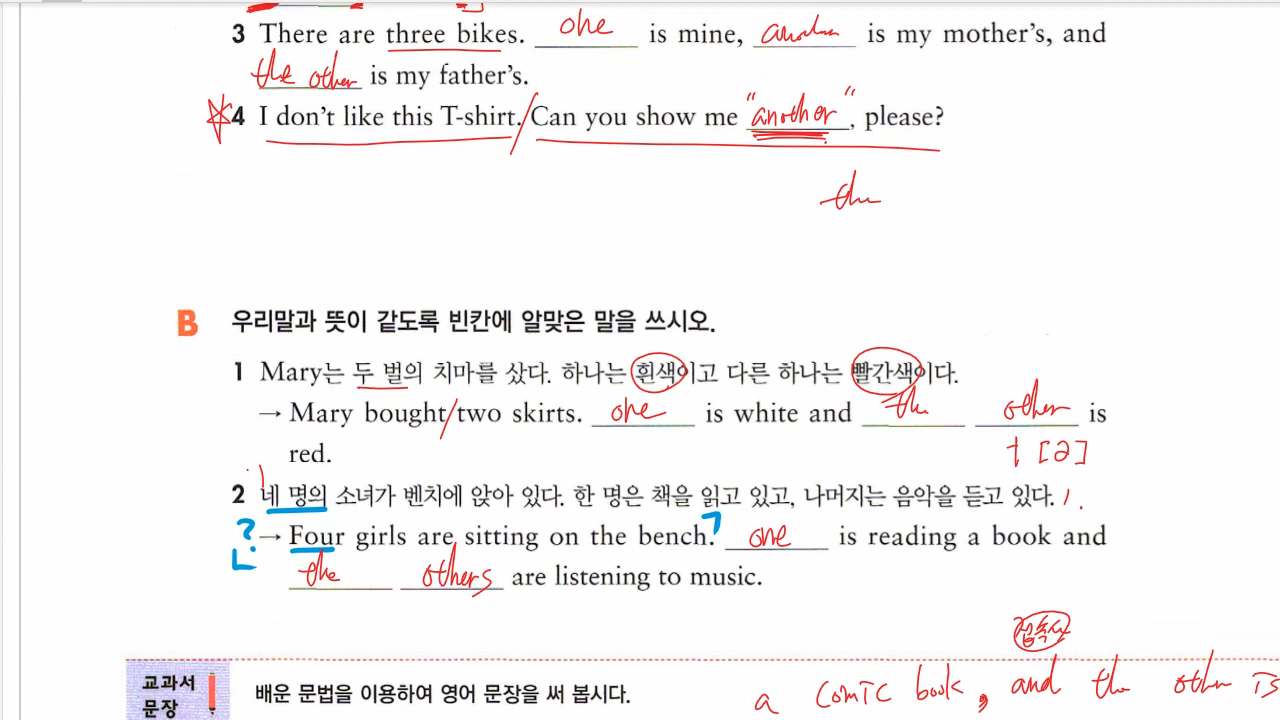 3 There are three bikes. one is mine, another is my mother's, and
the other is my father's.
4 I don't like this T-shirt./Can you show me "another", please?
the
B 우리말과 뜻이 같도록 빈칸에 알맞은 말을 쓰시오.
1 Mary는 두 벌의 치마를 샀다. 하나는 흰색이고 다른 하나는 빨간색이다.
→ Mary bought/two skirts. one is white and the other is
red.
2 네 명의 소녀가 벤치에 앉아 있다. 한 명은 책을 읽고 있고, 나머지는 음악을 듣고 있다.
→ Four girls are sitting on the bench. one is reading a book and
the others are listening to music.
접속사
교과서
문장
배운 문법을 이용하여 영어 문장을 써 봅시다.
a comic book, and the other is